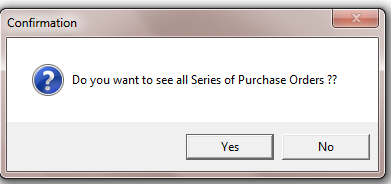 Confirmation
Do you want to see all Series of Purchase Orders ??
Yes
No